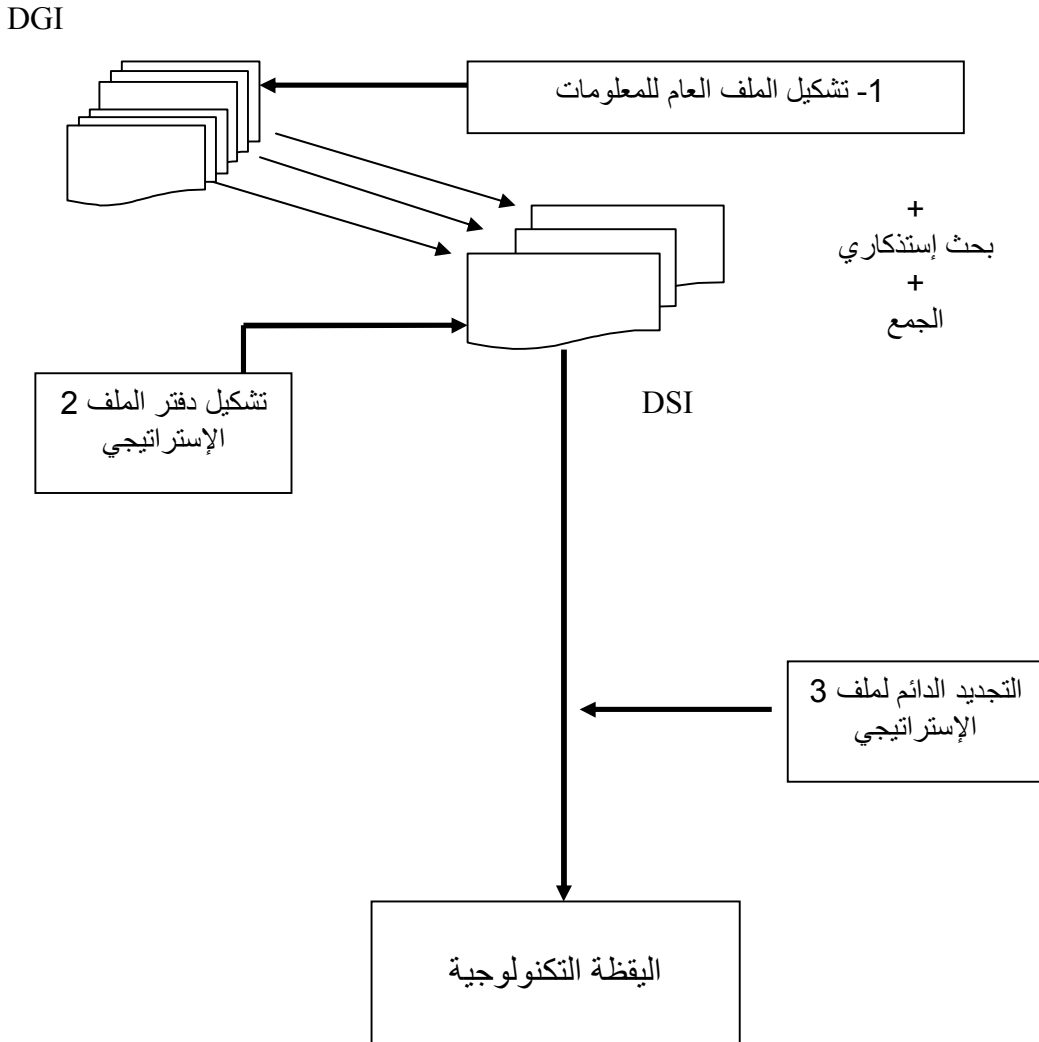 DGI
1- تشكيل الملف العام للمعلومات
+
بحث إستذكاري
+
الجمع
تشكيل دفتر الملف 2
الإستراتيجي
DSI
التجديد الدائم لملف 3
الإستراتيجي
اليقظة التكنولوجية